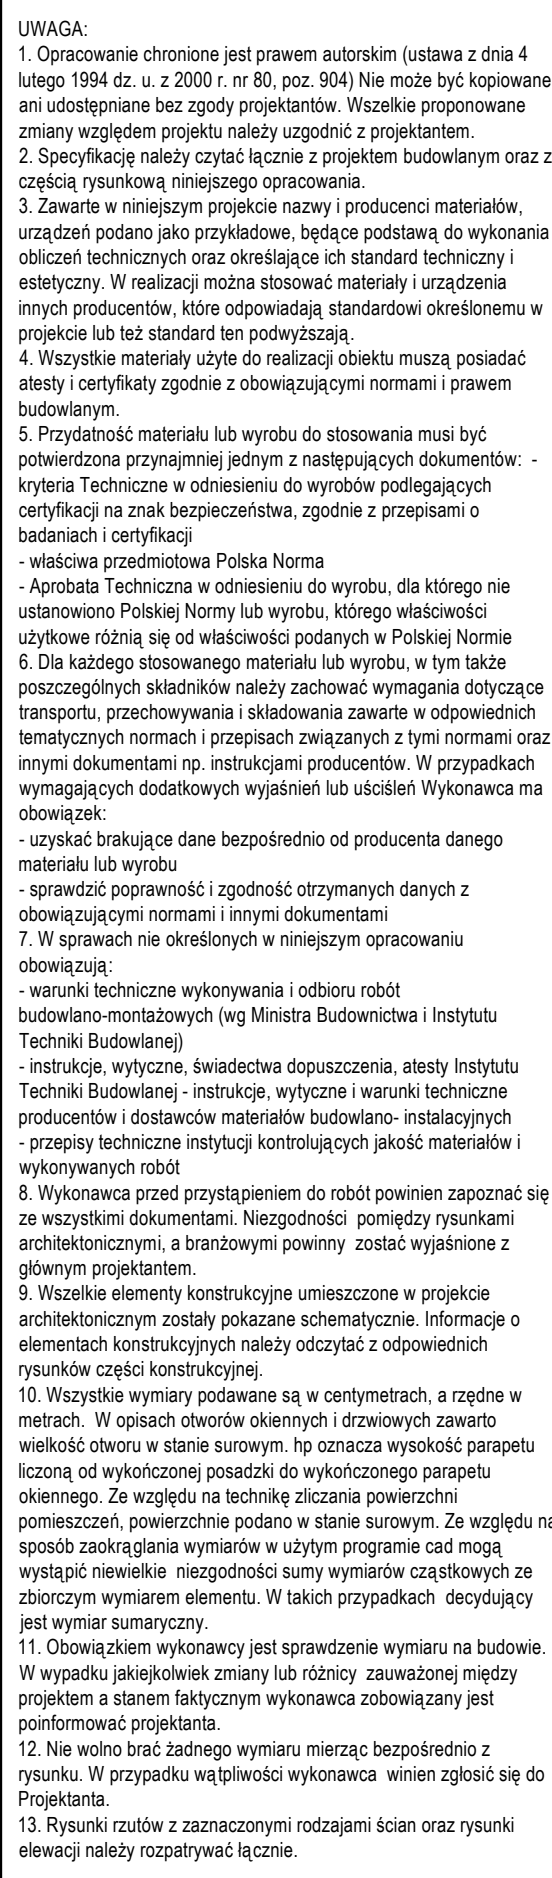 UWAGA:
1. Opracowanie chronione jest prawem autorskim (ustawa z dnia 4
lutego 1994 dz. u. z 2000 r. nr 80, poz. 904) Nie może być kopiowane
ani udostępniane bez zgody projektantów. Wszelkie proponowane
zmiany względem projektu należy uzgodnić z projektantem.
2. Specyfikację należy czytać łącznie z projektem budowlanym oraz z
częścią rysunkową niniejszego opracowania.
3. Zawarte w niniejszym projekcie nazwy i producenci materiałów,
urządzeń podano jako przykładowe, będące podstawą do wykonania
obliczeń technicznych oraz określające ich standard techniczny i
estetyczny. W realizacji można stosować materiały i urządzenia
innych producentów, które odpowiadają standardowi określonemu w
projekcie lub też standard ten podwyższają.
4. Wszystkie materiały użyte do realizacji obiektu muszą posiadać
atesty i certyfikaty zgodnie z obowiązującymi normami i prawem
budowlanym.
5. Przydatność materiału lub wyrobu do stosowania musi być
potwierdzona przynajmniej jednym z następujących dokumentów:  -
kryteria Techniczne w odniesieniu do wyrobów podlegających
certyfikacji na znak bezpieczeństwa, zgodnie z przepisami o
badaniach i certyfikacji
- właściwa przedmiotowa Polska Norma
- Aprobata Techniczna w odniesieniu do wyrobu, dla którego nie
ustanowiono Polskiej Normy lub wyrobu, którego właściwości
użytkowe różnią się od właściwości podanych w Polskiej Normie
6. Dla każdego stosowanego materiału lub wyrobu, w tym także
poszczególnych składników należy zachować wymagania dotyczące
transportu, przechowywania i składowania zawarte w odpowiednich
tematycznych normach i przepisach związanych z tymi normami oraz
innymi dokumentami np. instrukcjami producentów. W przypadkach
wymagających dodatkowych wyjaśnień lub uściśleń Wykonawca ma
obowiązek:
- uzyskać brakujące dane bezpośrednio od producenta danego
materiału lub wyrobu
- sprawdzić poprawność i zgodność otrzymanych danych z
obowiązującymi normami i innymi dokumentami
7. W sprawach nie określonych w niniejszym opracowaniu
obowiązują:
- warunki techniczne wykonywania i odbioru robót
budowlano-montażowych (wg Ministra Budownictwa i Instytutu
Techniki Budowlanej)
- instrukcje, wytyczne, świadectwa dopuszczenia, atesty Instytutu
Techniki Budowlanej - instrukcje, wytyczne i warunki techniczne
producentów i dostawców materiałów budowlano- instalacyjnych
- przepisy techniczne instytucji kontrolujących jakość materiałów i
wykonywanych robót
8. Wykonawca przed przystąpieniem do robót powinien zapoznać się
ze wszystkimi dokumentami. Niezgodności  pomiędzy rysunkami
architektonicznymi, a branżowymi powinny  zostać wyjaśnione z
głównym projektantem.
9. Wszelkie elementy konstrukcyjne umieszczone w projekcie
architektonicznym zostały pokazane schematycznie. Informacje o
elementach konstrukcyjnych należy odczytać z odpowiednich
rysunków części konstrukcyjnej.
10. Wszystkie wymiary podawane są w centymetrach, a rzędne w
metrach.  W opisach otworów okiennych i drzwiowych zawarto
wielkość otworu w stanie surowym. hp oznacza wysokość parapetu
liczoną od wykończonej posadzki do wykończonego parapetu
okiennego. Ze względu na technikę zliczania powierzchni
pomieszczeń, powierzchnie podano w stanie surowym. Ze względu na
sposób zaokrąglania wymiarów w użytym programie cad mogą
wystąpić niewielkie  niezgodności sumy wymiarów cząstkowych ze
zbiorczym wymiarem elementu. W takich przypadkach  decydujący
jest wymiar sumaryczny.
11. Obowiązkiem wykonawcy jest sprawdzenie wymiaru na budowie.
W wypadku jakiejkolwiek zmiany lub różnicy  zauważonej między
projektem a stanem faktycznym wykonawca zobowiązany jest
poinformować projektanta.
12. Nie wolno brać żadnego wymiaru mierząc bezpośrednio z
rysunku. W przypadku wątpliwości wykonawca  winien zgłosić się do
Projektanta.
13. Rysunki rzutów z zaznaczonymi rodzajami ścian oraz rysunki
elewacji należy rozpatrywać łącznie.